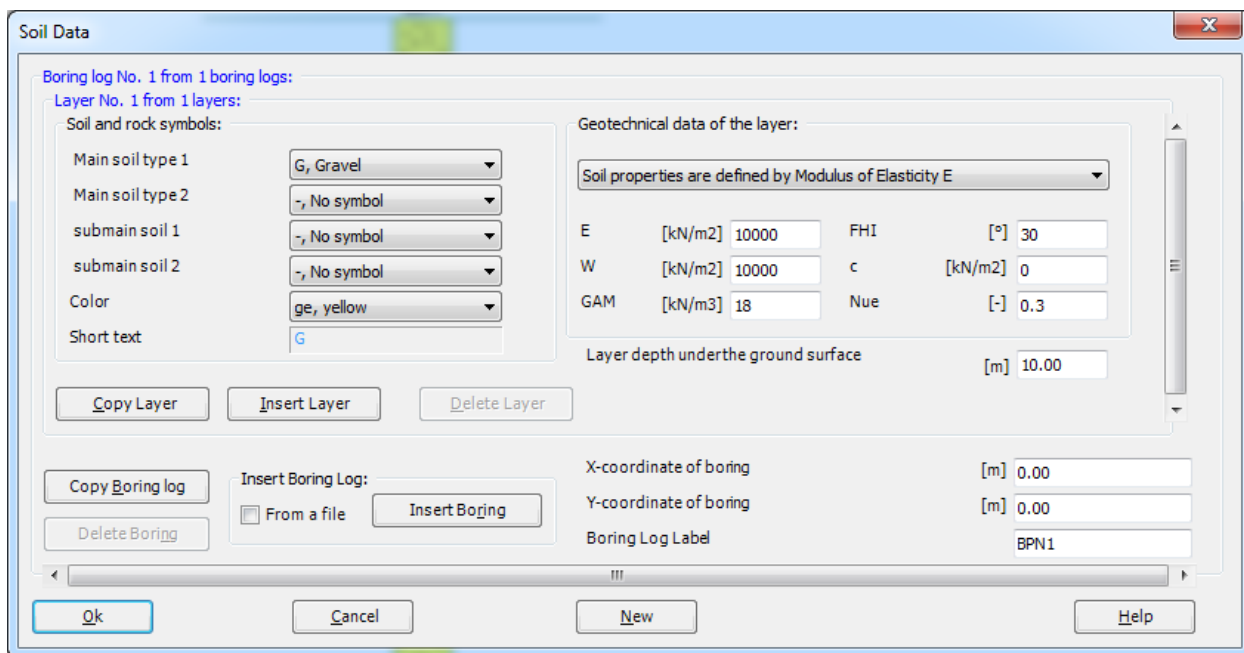 Soil Data
x
Boring log No. 1 from 1 boring logs:
Layer No. 1 from 1 layers:
Soil and rock symbols:
Main soil type 1 G, Gravel
Main soil type 2 -, No symbol
submain soil 1 -, No symbol
submain soil 2 -, No symbol
Color ge, yellow
Short text G
Geotechnical data of the layer:
Soil properties are defined by Modulus of Elasticity E
E [kN/m2] 10000 FHI [°] 30
W [kN/m2] 10000 c [kN/m2] 0
GAM [kN/m3] 18 Nue [-] 0.3
Layer depth underthe ground surface [m] 10.00
Copy Layer Insert Layer Delete Layer
Copy Boring log
Delete Boring
Insert Boring Log:
From a file Insert Boring
X-coordinate of boring [m] 0.00
Y-coordinate of boring [m] 0.00
Boring Log Label BPN1
Ok Cancel New Help